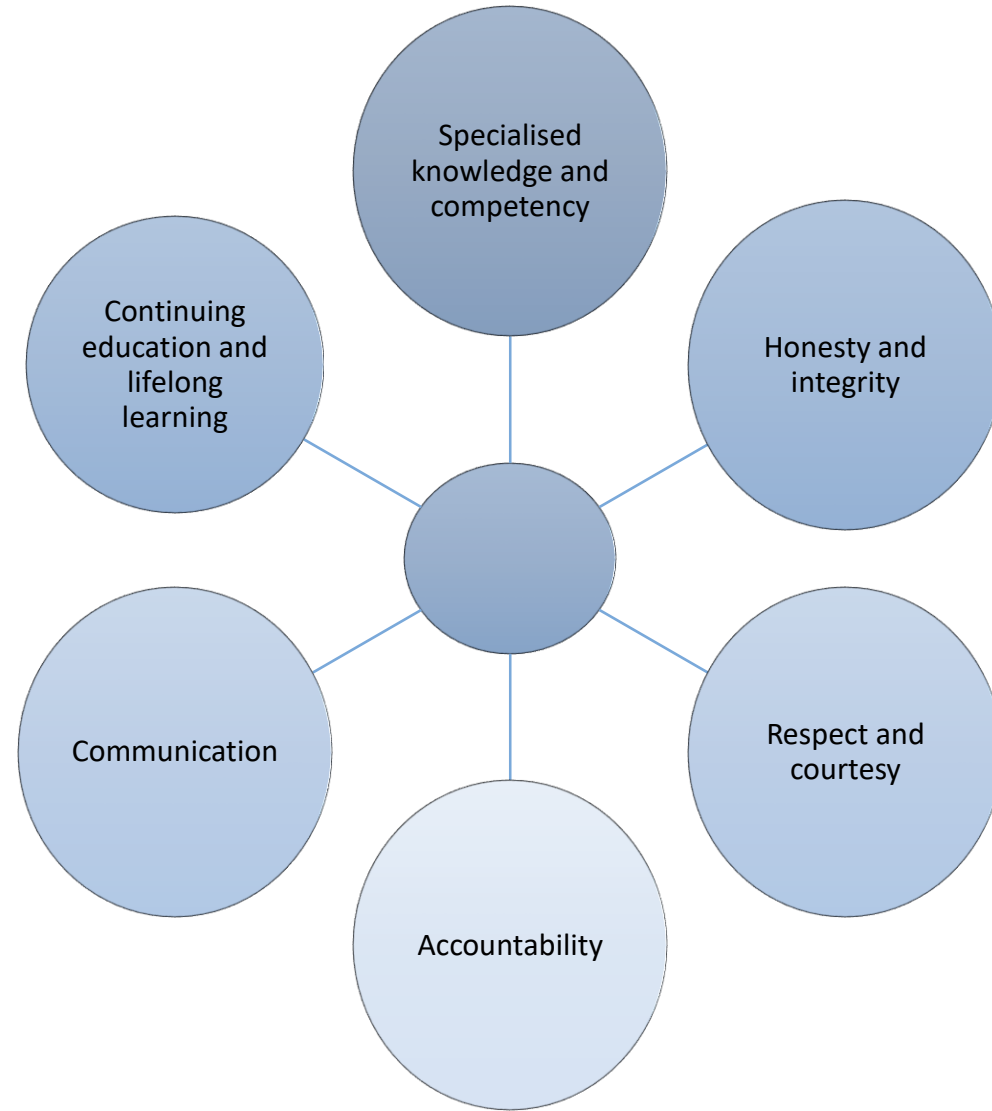 Specialised
knowledge and
competency
Honesty and
integrity
Respect and
courtesy
Accountability
Communication
Continuing
education and
lifelong
learning